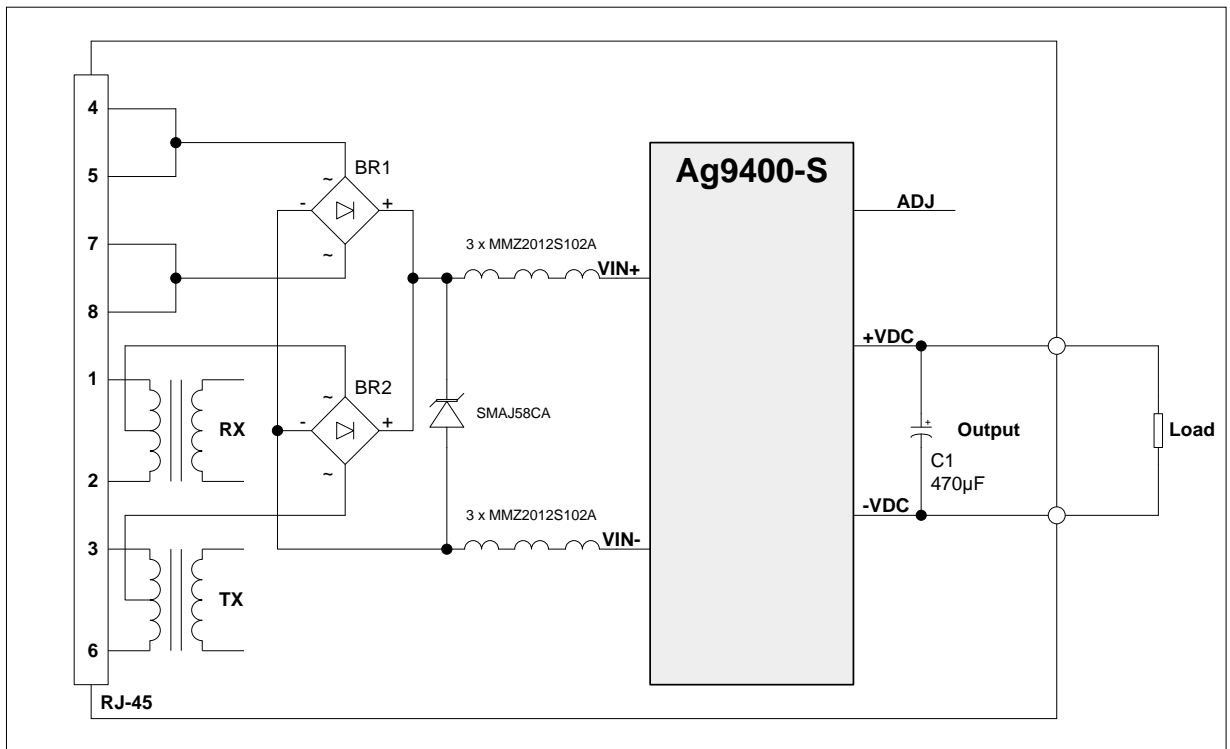 4
5
7
8
1
2
3
6
RJ-45
BR1
~
-
+
~
BR2
~
-
+
~
RX
TX
3 x MMZ2012S102A
VIN+
SMAJ58CA
3 x MMZ2012S102A
VIN-
Ag9400-S
ADJ
+VDC
+
C1
470µF
Output
-VDC
Load